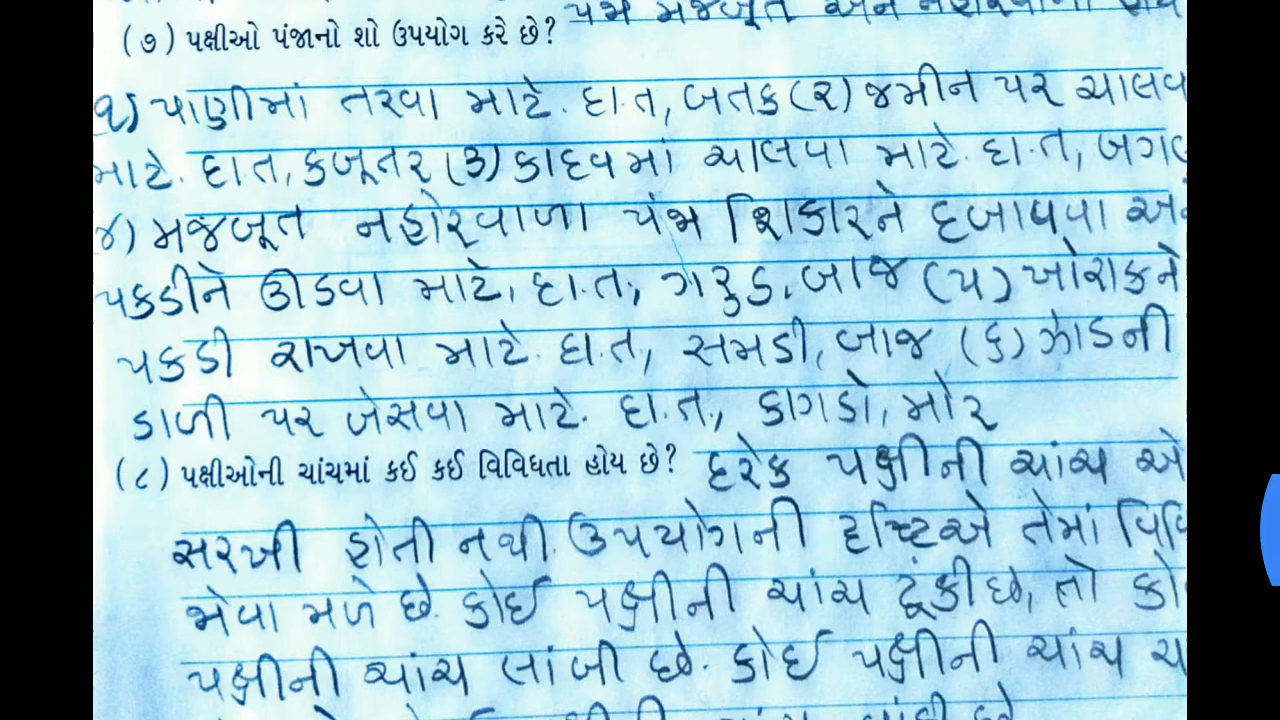 પંજા મજબૂત અને
(૭) પક્ષીઓ પંજાનો શો ઉપયોગ કરે છે?
૧) પાણીમાં તરવા માટે. દા.ત, બતક (૨) જમીન પર ચાલવ
માટે. દા.ત, કબૂતર (૩) કાદવમાં ચાલવા માટે. દા.ત, બગલ
૪) મજબૂત નહોરવાળા પંજા શિકારને દબાવવા અ
પકડીને ઊડવા માટે, દા.ત, ગરુડ, બાજ (૫) ખોરાકને
પકડી રાખવા માટે. દા.ત, સમડી, બાજ (૬) ઝાડની
ડાળી પર બેસવા માટે. દા.ત, કાગડો, મોર
(૮) પક્ષીઓની ચાંચમાં કઈ કઈ વિવિધતા હોય છે? દરેક પક્ષીની ચાંચ એ
સરખી હોતી નથી. ઉપયોગની દૃષ્ટિએ તેમાં વિવિ
જોવા મળે છે. કોઈ પક્ષીની ચાંચ ટૂંકી છે, તો કો
પક્ષીની ચાંચ લાંબી છે. કોઈ પક્ષીની ચાંચ